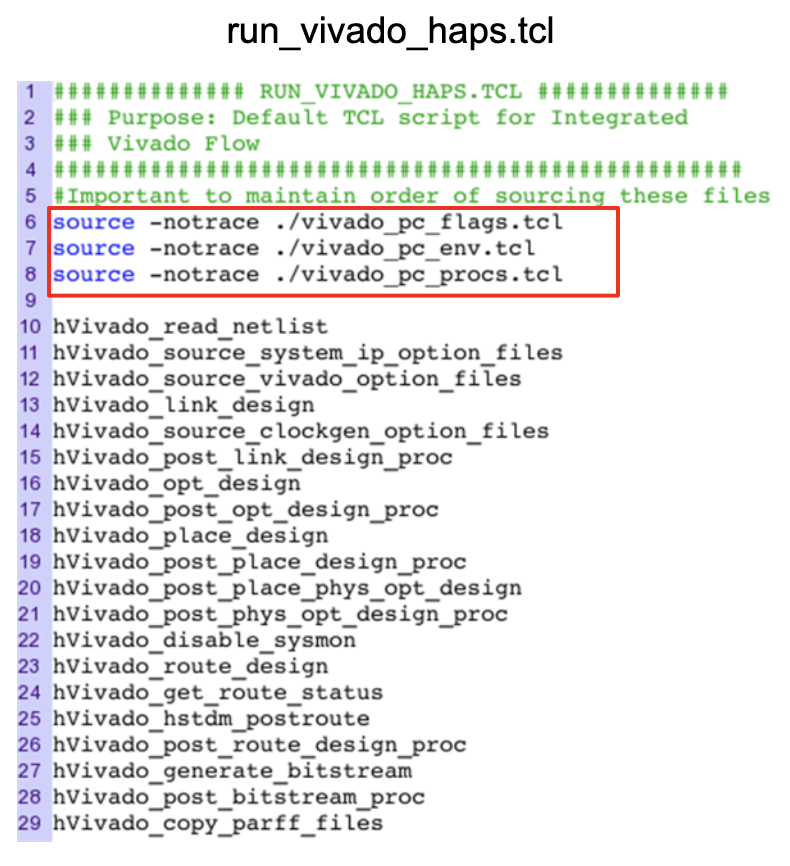 run_vivado_haps.tcl
1 ############## RUN_VIVADO_HAPS.TCL ##############
2 ### Purpose: Default TCL script for Integrated
3 ### Vivado Flow
4 ##################################################
5 #Important to maintain order of sourcing these files
6 source -notrace ./vivado_pc_flags.tcl
7 source -notrace ./vivado_pc_env.tcl
8 source -notrace ./vivado_pc_procs.tcl
9
10 hVivado_read_netlist
11 hVivado_source_system_ip_option_files
12 hVivado_source_vivado_option_files
13 hVivado_link_design
14 hVivado_source_clockgen_option_files
15 hVivado_post_link_design_proc
16 hVivado_opt_design
17 hVivado_post_opt_design_proc
18 hVivado_place_design
19 hVivado_post_place_design_proc
20 hVivado_post_place_phys_opt_design
21 hVivado_post_phys_opt_design_proc
22 hVivado_disable_sysmon
23 hVivado_route_design
24 hVivado_get_route_status
25 hVivado_hstdm_postroute
26 hVivado_post_route_design_proc
27 hVivado_generate_bitstream
28 hVivado_post_bitstream_proc
29 hVivado_copy_parff_files